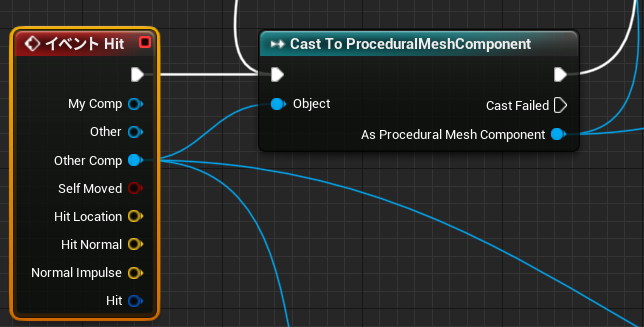 イベント Hit
My Comp
Other
Other Comp
Self Moved
Hit Location
Hit Normal
Normal Impulse
Hit
Cast To ProceduralMeshComponent
Object
Cast Failed
As Procedural Mesh Component